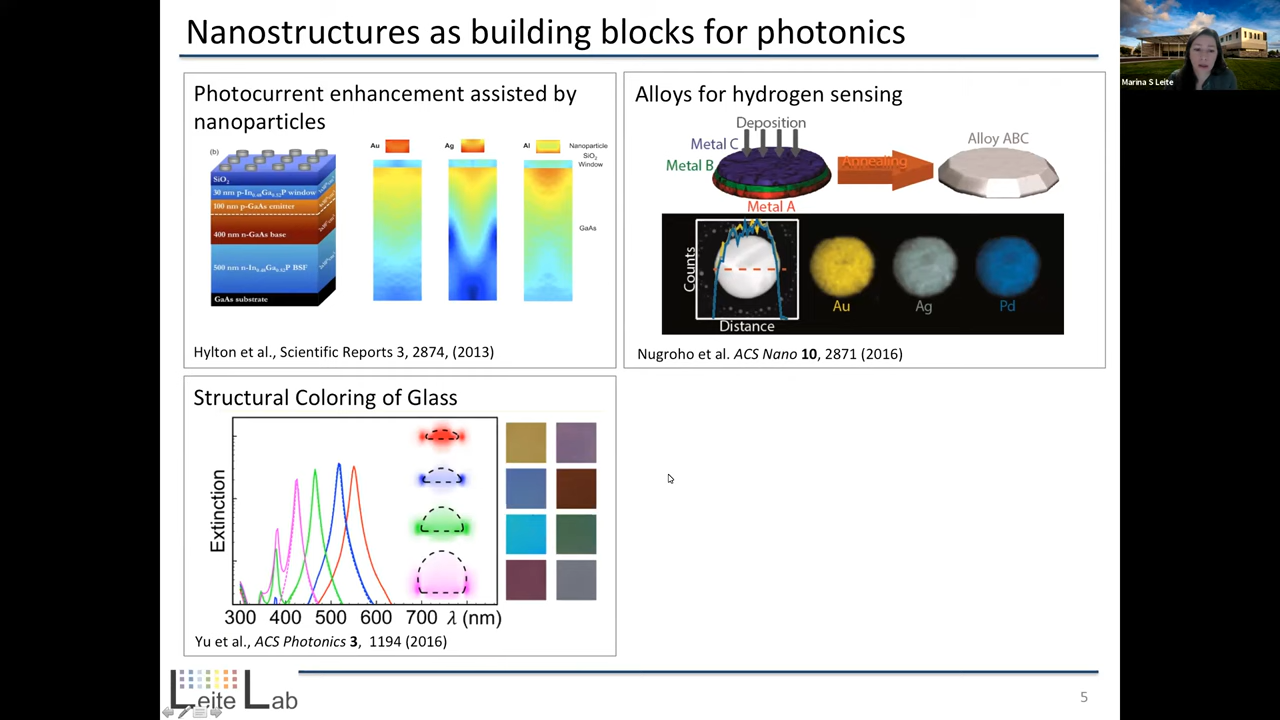 Nanostructures as building blocks for photonics
Marina S Leite
Photocurrent enhancement assisted by
nanoparticles
(b)
Au
Ag
Al
Nanoparticle
SiO2
Window
GaAs
SiO2
30 nm p-In0.48Ga0.52P window
100 nm p-GaAs emitter
400 nm n-GaAs base
500 nm n-In0.48Ga0.52P BSF
GaAs substrate
Hylton et al., Scientific Reports 3, 2874, (2013)
Alloys for hydrogen sensing
Deposition
Metal C
Metal B
Metal A
Annealing
Alloy ABC
Counts
Distance
Au
Ag
Pd
Nugroho et al. ACS Nano 10, 2871 (2016)
Structural Coloring of Glass
Extinction
300 400 500 600 700 λ (nm)
Yu et al., ACS Photonics 3, 1194 (2016)
Leite Lab
5